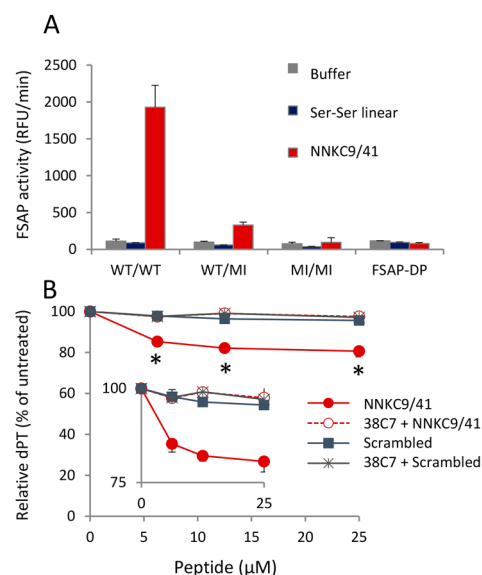 A
FSAP activity (RFU/min)
2500
2000
1500
1000
500
0
Buffer
Ser-Ser linear
NNKC9/41
WT/WT WT/MI MI/MI FSAP-DP
B
Relative dPT (% of untreated)
100
80
60
40
20
0
* * *
100
75
0 25
NNKC9/41
38C7 + NNKC9/41
Scrambled
38C7 + Scrambled
0 5 10 15 20 25
Peptide (μM)